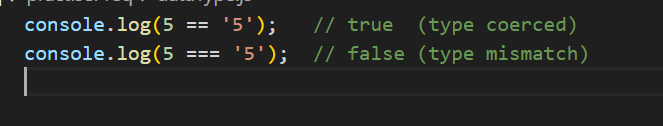 console.log(5 == '5');   // true  (type coerced)
console.log(5 === '5');  // false (type mismatch)